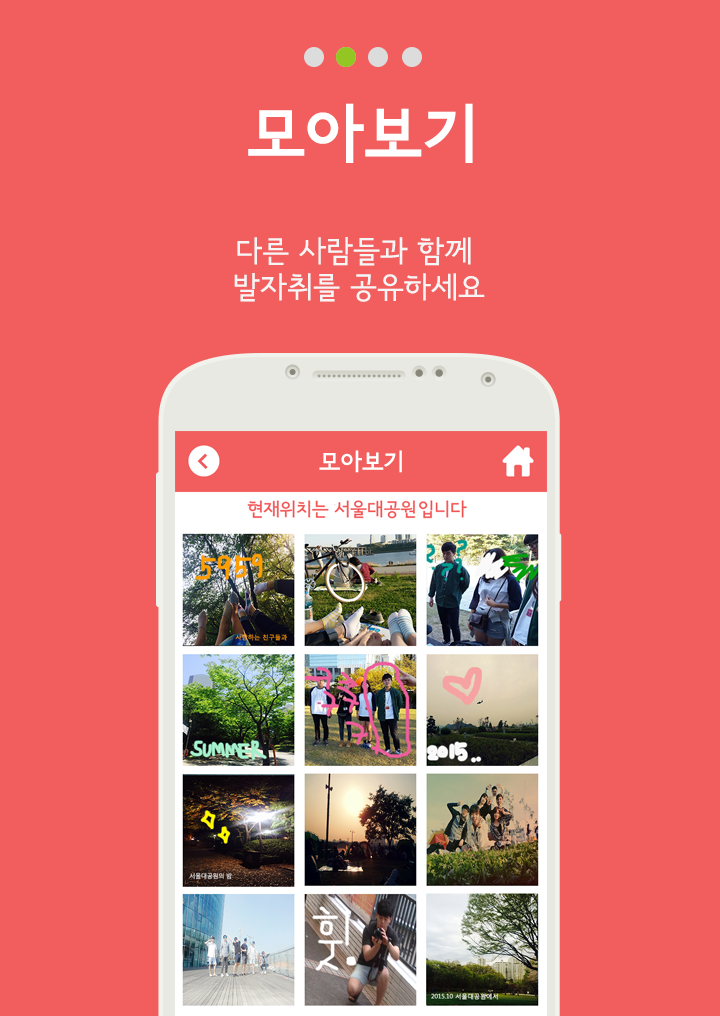 모아보기
다른 사람들과 함께
발자취를 공유하세요
모아보기
현재위치는 서울대공원입니다
5959
사랑하는 친구들과
SUMMER
2015..
서울대공원의 밤
2015.10 서울대공원에서